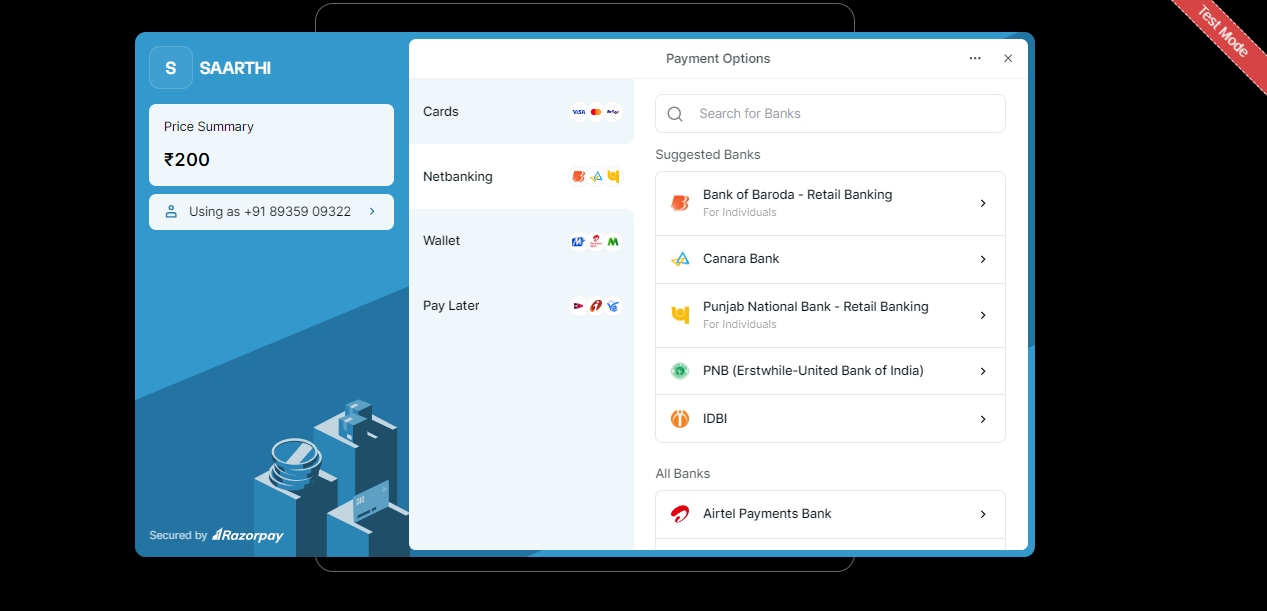 Test Mode
S SAARTHI
Price Summary
₹200
Using as +91 89359 09322
Secured by Razorpay
Payment Options
Cards
VISA
Netbanking
Wallet
Pay Later
Search for Banks
Suggested Banks
Bank of Baroda - Retail Banking
For Individuals
Canara Bank
Punjab National Bank - Retail Banking
For Individuals
PNB (Erstwhile-United Bank of India)
IDBI
All Banks
Airtel Payments Bank